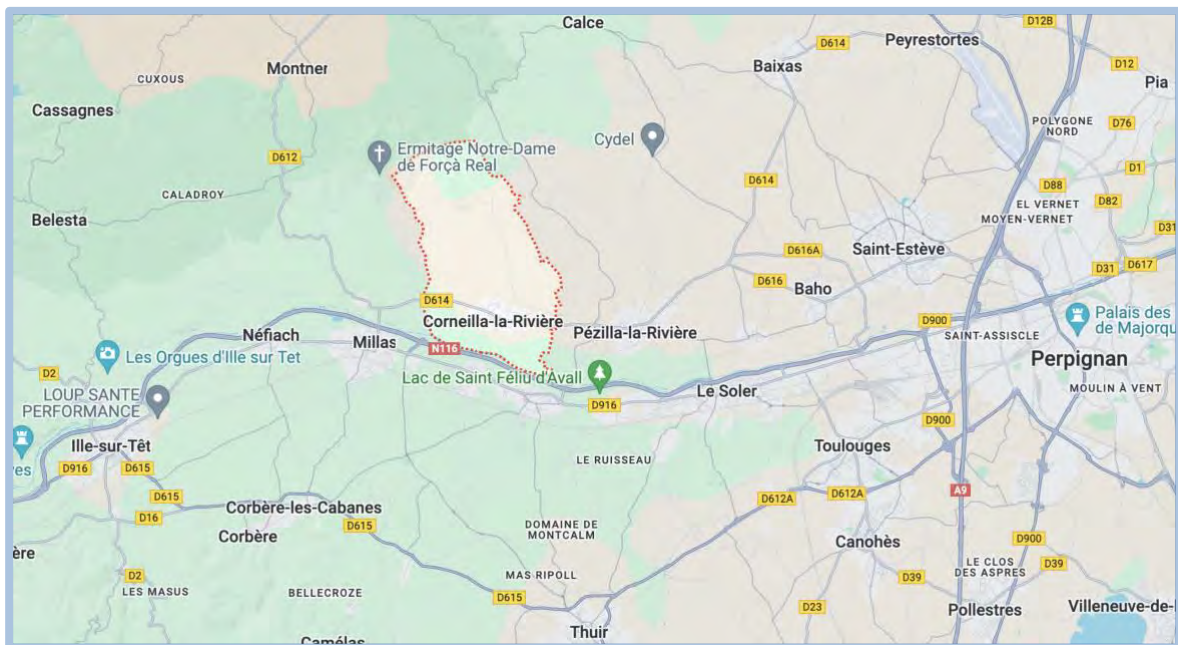 Calce
D12B
D614
Peyrestortes
Montner
Baixas
D12
CUXOUS
Pia
Cassagnes
POLYGONE
NORD
D76
Cydel
Ermitage Notre-Dame
de Forçà Real
D612
D1
D614
D88
CALADROY
EL VERNET
D82
MOYEN-VERNET
Belesta
D31
D616A
Saint-Estève
D617
D31
D616
Baho
D614
Corneilla-la-Rivière
Palais des
de Majorqu
D900
Pézilla-la-Rivière
Néfiach
SAINT-ASSISCLE
Millas
N116
Les Orgues d'Ille sur Tet
Perpignan
D2
Lac de Saint Féliu d'Avall
LOUP SANTE
PERFORMANCE
Le Soler
MOULIN À VENT
D916
D900
Ille-sur-Têt
Toulouges
LE RUISSEAU
es
D916
D615
A9
D612A
D612A
D615
Corbère-les-Cabanes
D16
D615
DOMAINE DE
MONTCALM
Corbère
D900
Canohès
ère
LE CLOS
DES ASPRES
D39
D2
MAS RIPOLL
D39
LES MASUS
BELLECROZE
D615
D23
Pollestres
Villeneuve-de-l
Thuir
Camélas